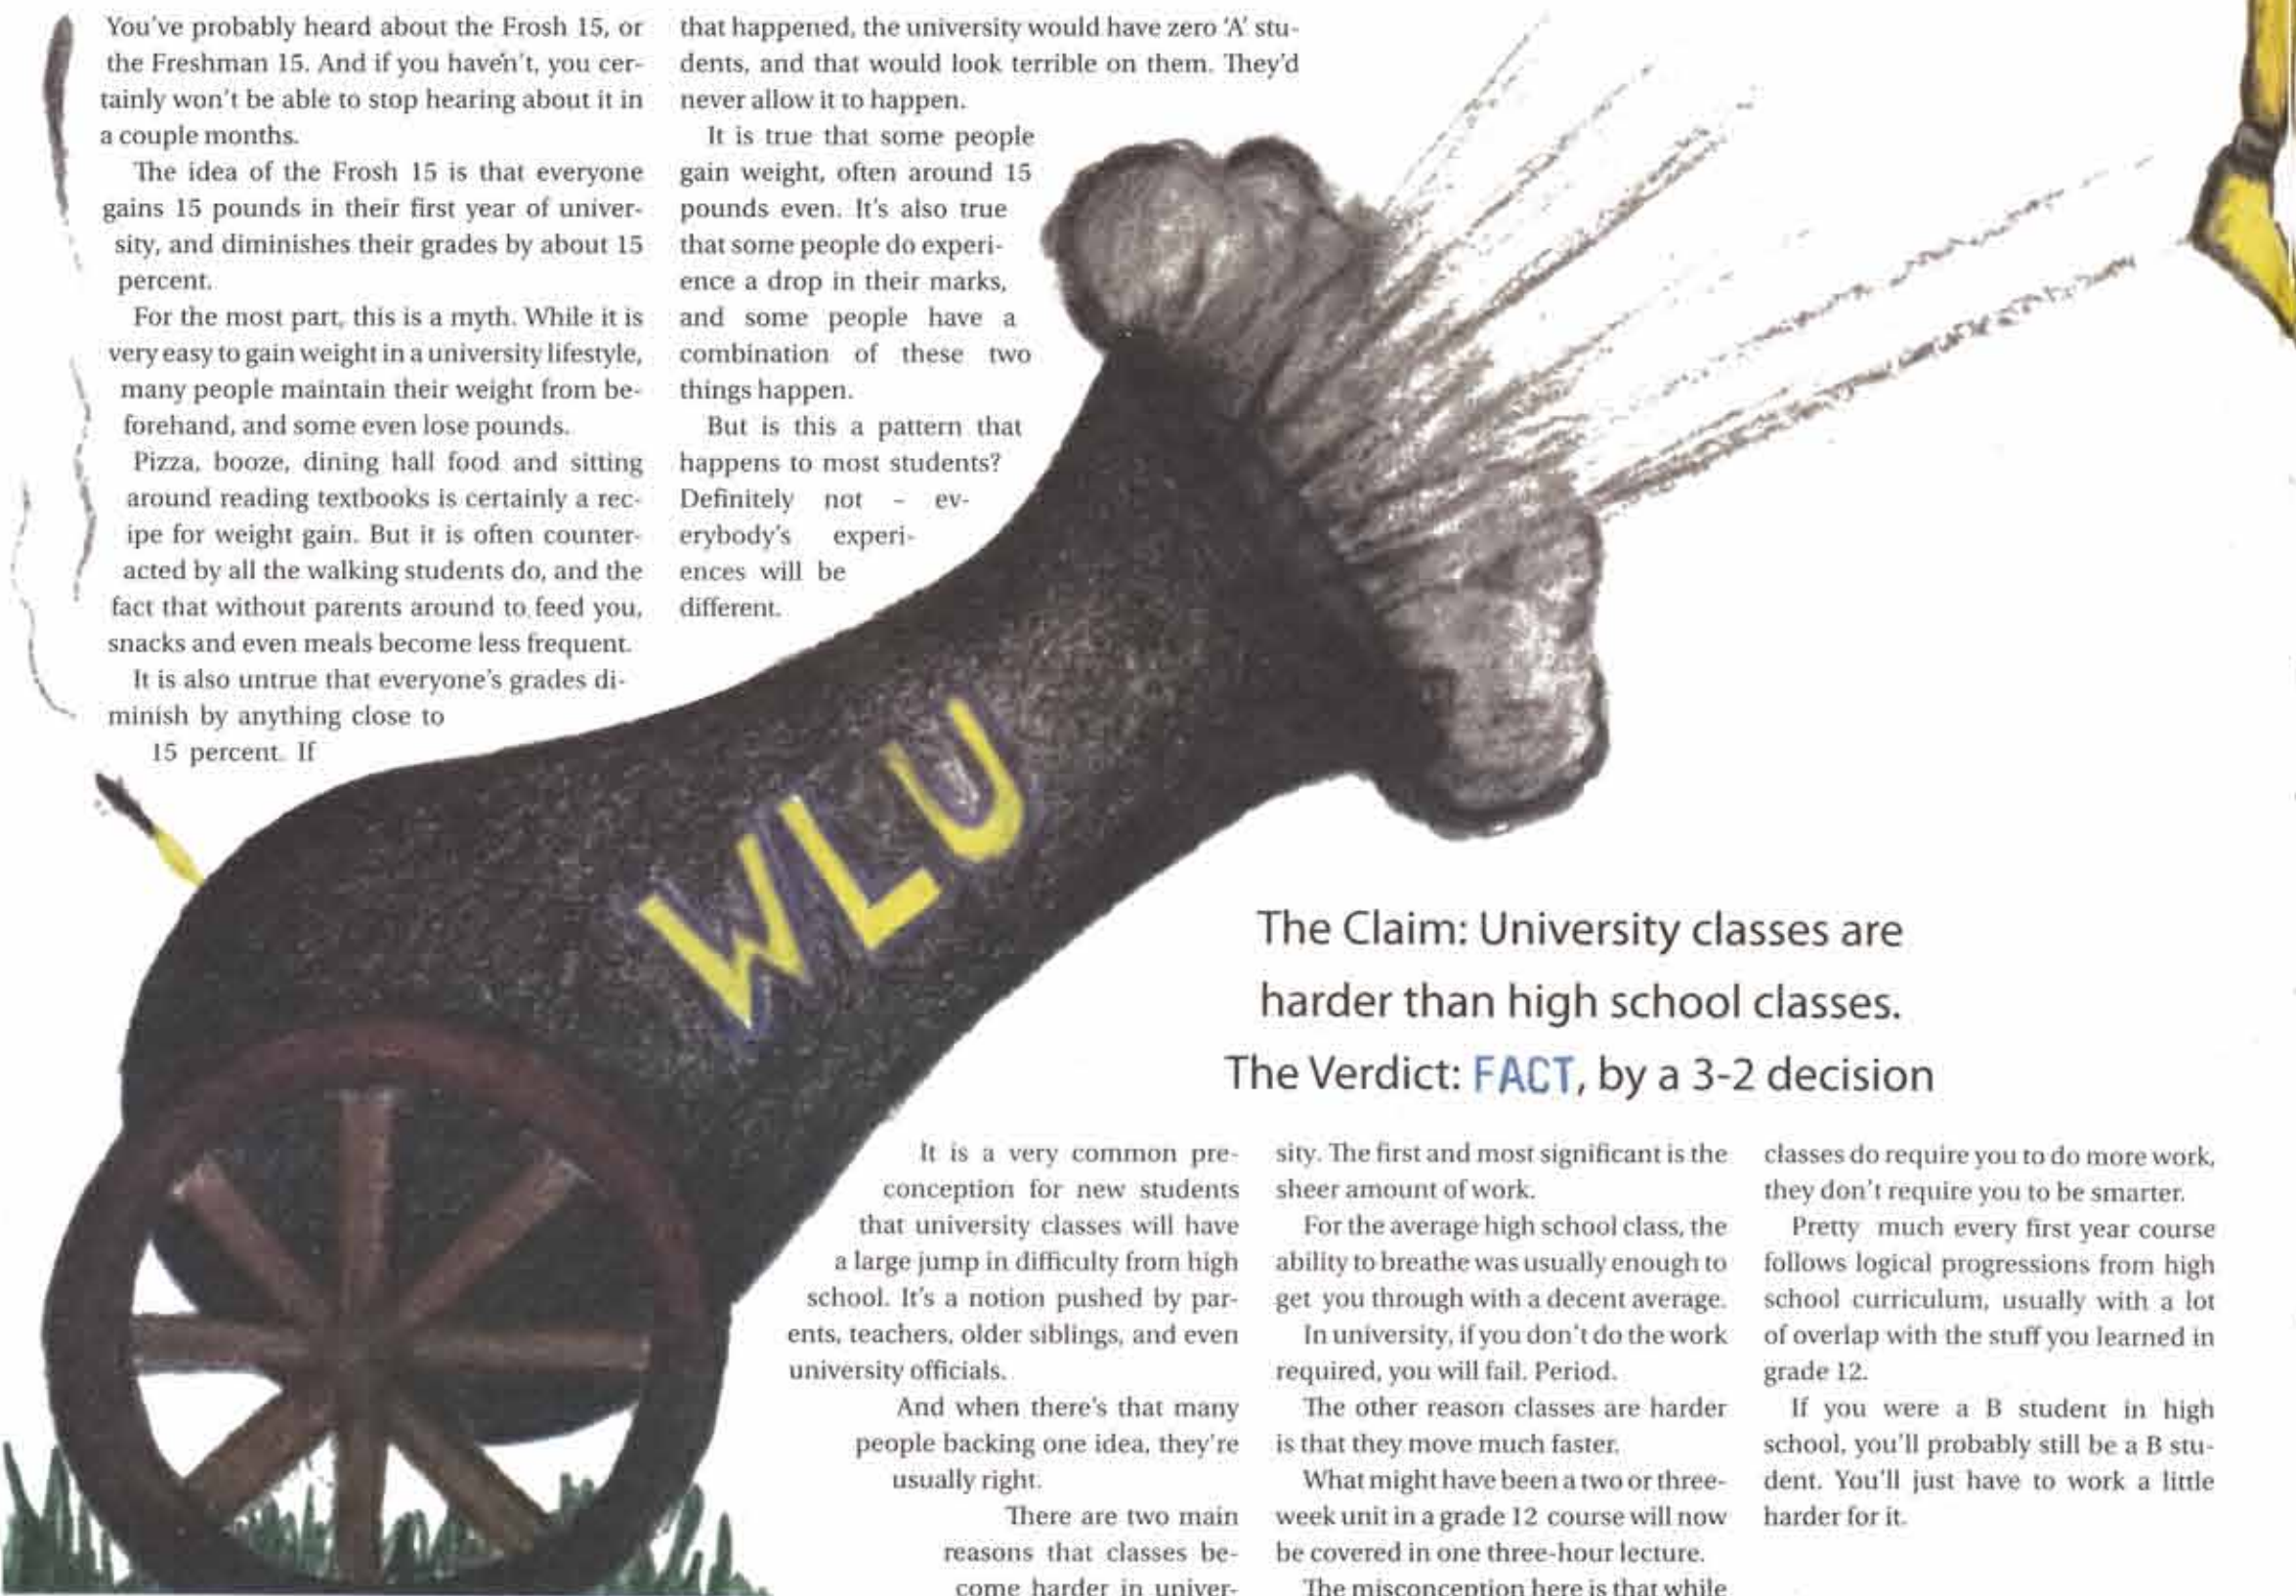 You've probably heard about the Frosh 15, or
the Freshman 15. And if you haven't, you cer-
tainly won't be able to stop hearing about it in
a couple months.
The idea of the Frosh 15 is that everyone
gains 15 pounds in their first year of univer-
sity, and diminishes their grades by about 15
percent.
For the most part, this is a myth. While it is
very easy to gain weight in a university lifestyle,
many people maintain their weight from be-
forehand, and some even lose pounds.
Pizza, booze, dining hall food and sitting
around reading textbooks is certainly a rec-
ipe for weight gain. But it is often counter-
acted by all the walking students do, and the
fact that without parents around to feed you,
snacks and even meals become less frequent.
It is also untrue that everyone's grades di-
minish by anything close to
15 percent. If
that happened, the university would have zero 'A' stu-
dents, and that would look terrible on them. They'd
never allow it to happen.
It is true that some people
gain weight, often around 15
pounds even. It's also true
that some people do experi-
ence a drop in their marks,
and some people have a
combination of these two
things happen.
But is this a pattern that
happens to most students?
Definitely not – ev-
erybody's experi-
ences will be
different.
WLU
The Claim: University classes are
harder than high school classes.
The Verdict: FACT, by a 3-2 decision
It is a very common pre-
conception for new students
that university classes will have
a large jump in difficulty from high
school. It's a notion pushed by par-
ents, teachers, older siblings, and even
university officials.
And when there's that many
people backing one idea, they're
usually right.
There are two main
reasons that classes be-
come harder in univer-
sity. The first and most significant is the
sheer amount of work.
For the average high school class, the
ability to breathe was usually enough to
get you through with a decent average.
In university, if you don't do the work
required, you will fail. Period.
The other reason classes are harder
is that they move much faster.
What might have been a two or three-
week unit in a grade 12 course will now
be covered in one three-hour lecture.
The misconception here is that while
classes do require you to do more work,
they don't require you to be smarter.
Pretty much every first year course
follows logical progressions from high
school curriculum, usually with a lot
of overlap with the stuff you learned in
grade 12.
If you were a B student in high
school, you'll probably still be a B stu-
dent. You'll just have to work a little
harder for it.